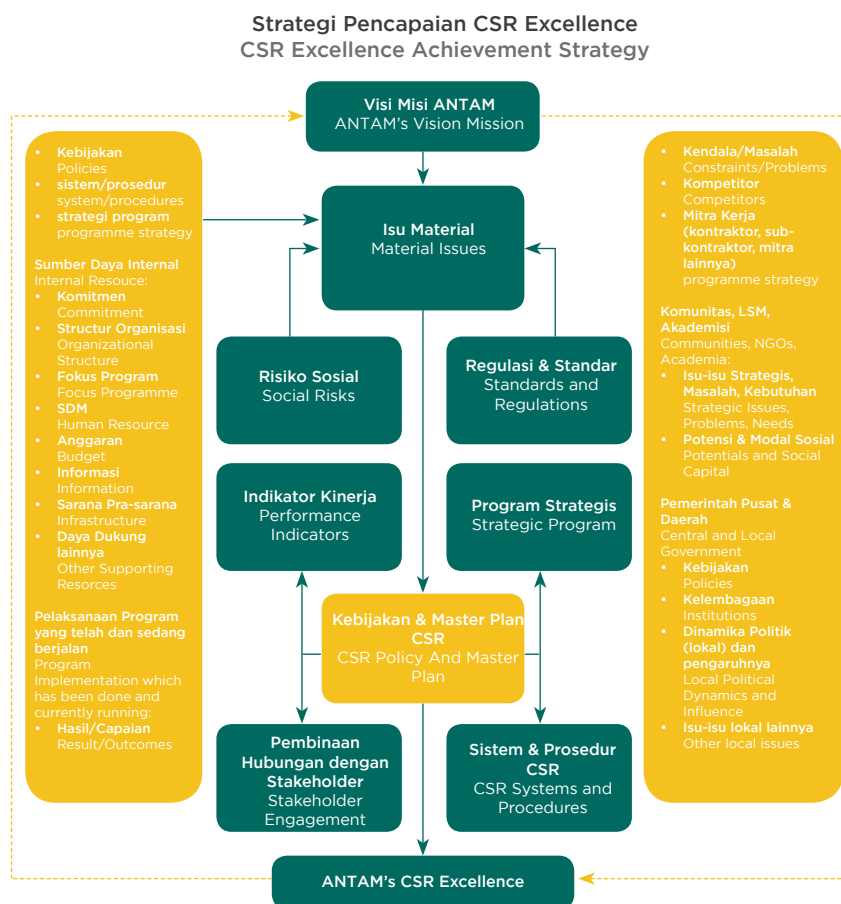 Strategi Pencapaian CSR Excellence
CSR Excellence Achievement Strategy
Visi Misi ANTAM
ANTAM's Vision Mission
• Kebijakan
Policies
• sistem/prosedur
system/procedures
• strategi program
programme strategy
Sumber Daya Internal
Internal Resouce:
• Komitmen
Commitment
• Structur Organisasi
Organizational
Structure
• Fokus Program
Focus Programme
• SDM
Human Resource
• Anggaran
Budget
• Informasi
Information
• Sarana Pra-sarana
Infrastructure
• Daya Dukung
lainnya
Other Supporting
Resorces
Pelaksanaan Program
yang telah dan sedang
berjalan
Program
Implementation which
has been done and
currently running:
• Hasil/Capaian
Result/Outcomes
Isu Material
Material Issues
Risiko Sosial
Social Risks
Regulasi & Standar
Standards and
Regulations
Indikator Kinerja
Performance
Indicators
Program Strategis
Strategic Program
Kebijakan & Master Plan
CSR
CSR Policy And Master
Plan
Pembinaan
Hubungan dengan
Stakeholder
Stakeholder
Engagement
Sistem & Prosedur
CSR
CSR Systems and
Procedures
ANTAM's CSR Excellence
• Kendala/Masalah
Constraints/Problems
• Kompetitor
Competitors
• Mitra Kerja
(kontraktor, sub-
kontraktor, mitra
lainnya)
programme strategy
Komunitas, LSM,
Akademisi
Communities, NGOs,
Academia:
• Isu-isu Strategis,
Masalah, Kebutuhan
Strategic Issues,
Problems, Needs
• Potensi & Modal Sosial
Potentials and Social
Capital
Pemerintah Pusat &
Daerah
Central and Local
Government
• Kebijakan
Policies
• Kelembagaan
Institutions
• Dinamika Politik
(lokal) dan
pengaruhnya
Local Political
Dynamics and
Influence
• Isu-isu lokal lainnya
Other local issues